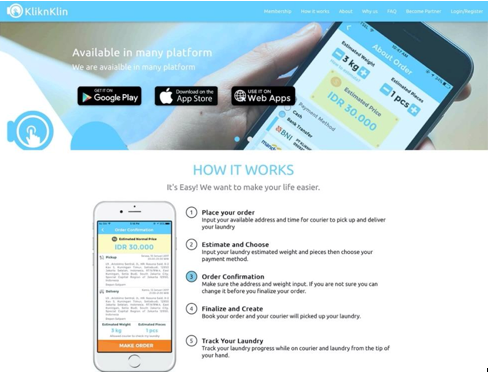 KliknKlin
Membership How it works About Why us FAQ Become Partner Login/Register
Available in many platform
We are avaialble in many platform
GET IT ON
Google Play
Download on the
App Store
USE IT ON
Web Apps
About Order
Estimated Weight
3 kg
Estimated Pieces
1 pcs
Estimated Price
IDR 30.000
Payment Method
Cash
Bank Transfer
BNI
HOW IT WORKS
It's Easy! We want to make your life easier.
Order Confirmation
Estimated Normal Price
IDR 30.000
Pickup
Delivery
Estimated Weight Estimated Pieces
3 kg 1 pcs
MAKE ORDER
1 Place your order
Input your available address and time for courier to pick up and deliver
your laundry
2 Estimate and Choose
Input your laundry estimated weight and pieces then choose your
payment method.
3 Order Confirmation
Make sure the address and weight input. If you are not sure you can
change it before you finalize your order.
4 Finalize and Create
Book your order and your courier will picked up your laundry.
5 Track Your Laundry
Track your laundry progress while on courier and laundry from the tip of
your hand.